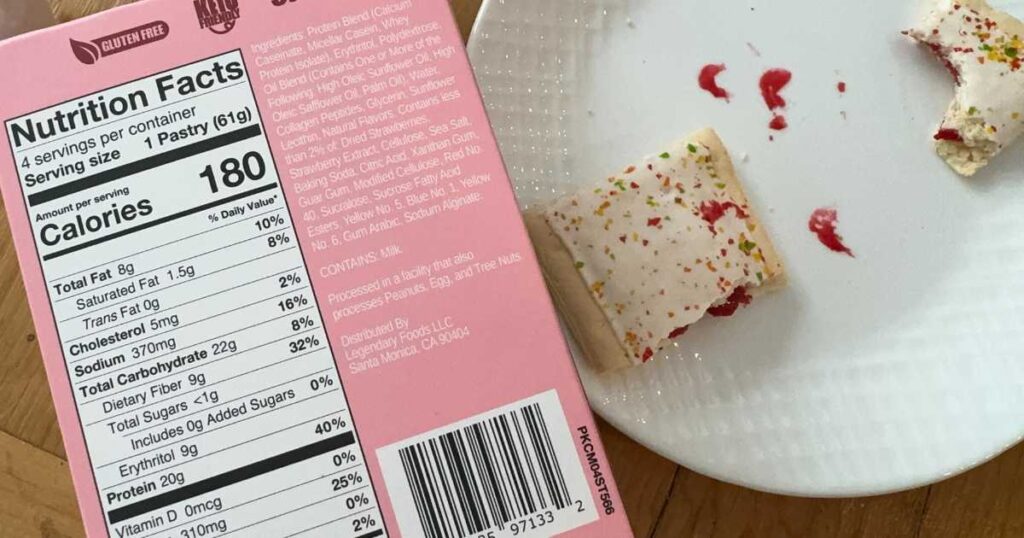 GLUTEN FREE
KETO
FRIENDLY
Nutrition Facts
4 servings per container
Serving size 1 Pastry (61g)
Amount per serving
Calories 180
% Daily Value*
Total Fat 8g 10%
Saturated Fat 1.5g 8%
Trans Fat 0g
Cholesterol 5mg 2%
Sodium 370mg 16%
Total Carbohydrate 22g 8%
Dietary Fiber 9g 32%
Total Sugars <1g
Includes 0g Added Sugars 0%
Erythritol 9g
Protein 20g 40%
Vitamin D 0mcg 0%
310mg 25%
0%
2%
Ingredients: Protein Blend (Calcium
Caseinate, Micellar Casein, Whey
Protein Isolate), Erythritol, Polydextrose,
Oil Blend (Contains One or More of the
Following: High Oleic Sunflower Oil, High
Oleic Safflower Oil, Palm Oil), Water,
Collagen Peptides, Glycerin, Sunflower
Lecithin, Natural Flavors, Contains less
than 2% of: Dried Strawberries,
Strawberry Extract, Cellulose, Sea Salt,
Baking Soda, Citric Acid, Xanthan Gum,
Guar Gum, Modified Cellulose, Red No.
40, Sucralose, Sucrose Fatty Acid
Esters, Yellow No. 5, Blue No. 1, Yellow
No. 6, Gum Arabic, Sodium Alginate.
CONTAINS: Milk.
Processed in a facility that also
processes Peanuts, Egg, and Tree Nuts.
Distributed By
Legendary Foods LLC
Santa Monica, CA 90404
97133 2
PKCM04ST566